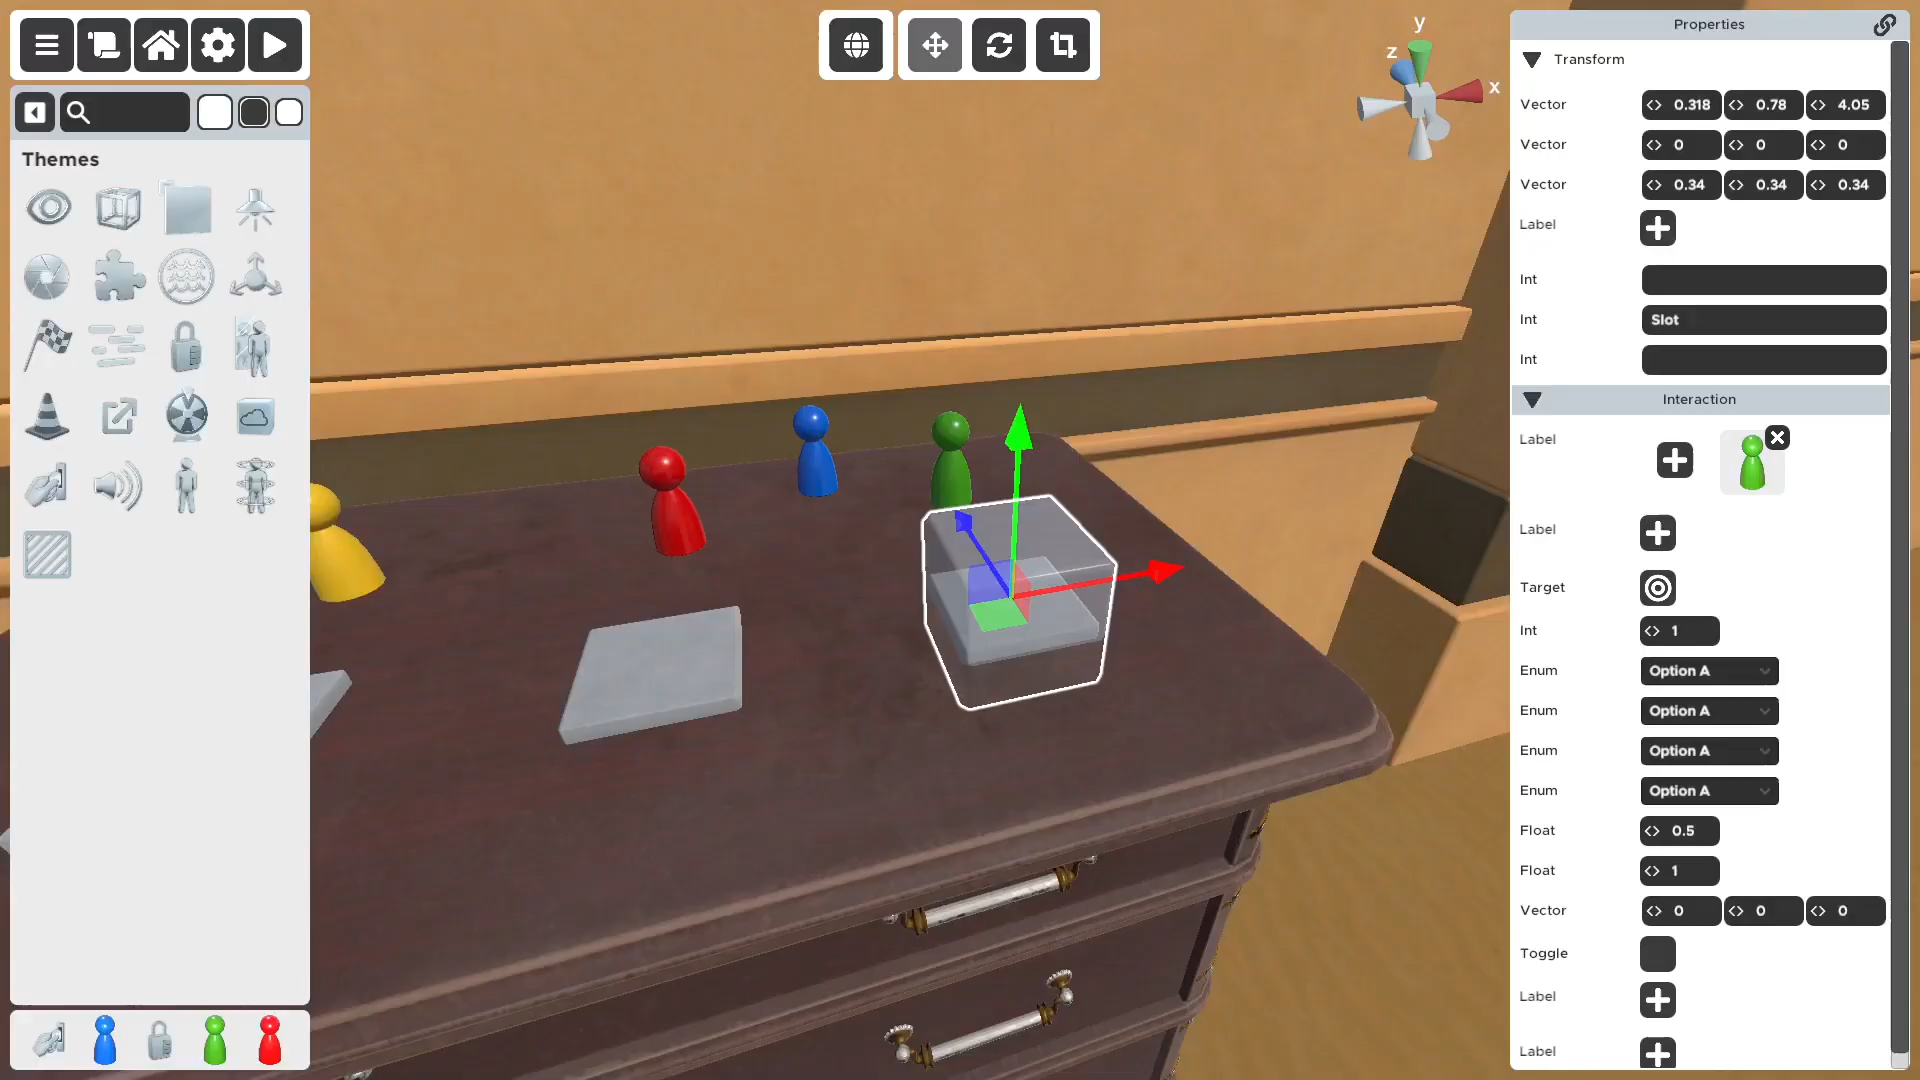 y
z
x
Themes
Properties
Transform
Vector 0.318 0.78 4.05
Vector 0 0 0
Vector 0.34 0.34 0.34
Label
Int
Int Slot
Int
Interaction
Label
Label
Target
Int 1
Enum Option A
Enum Option A
Enum Option A
Enum Option A
Float 0.5
Float 1
Vector 0 0 0
Toggle
Label
Label